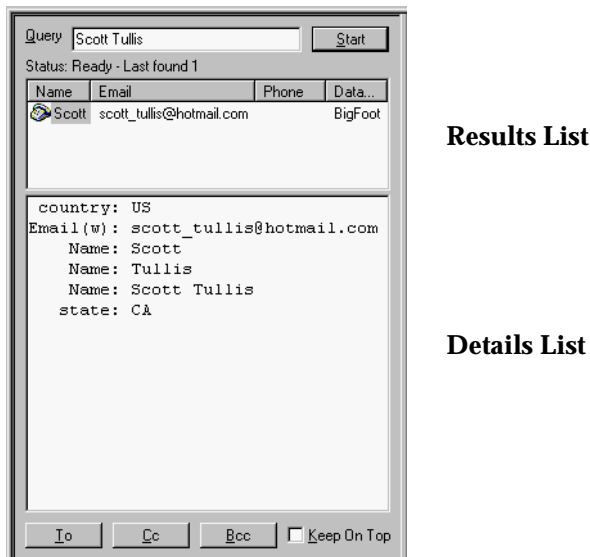 Query Scott Tullis Start
Status: Ready - Last found 1
Name Email Phone Data...
Scott scott_tullis@hotmail.com BigFoot
Results List
country: US
Email(w): scott_tullis@hotmail.com
Name: Scott
Name: Tullis
Name: Scott Tullis
state: CA
Details List
To Cc Bcc Keep On Top